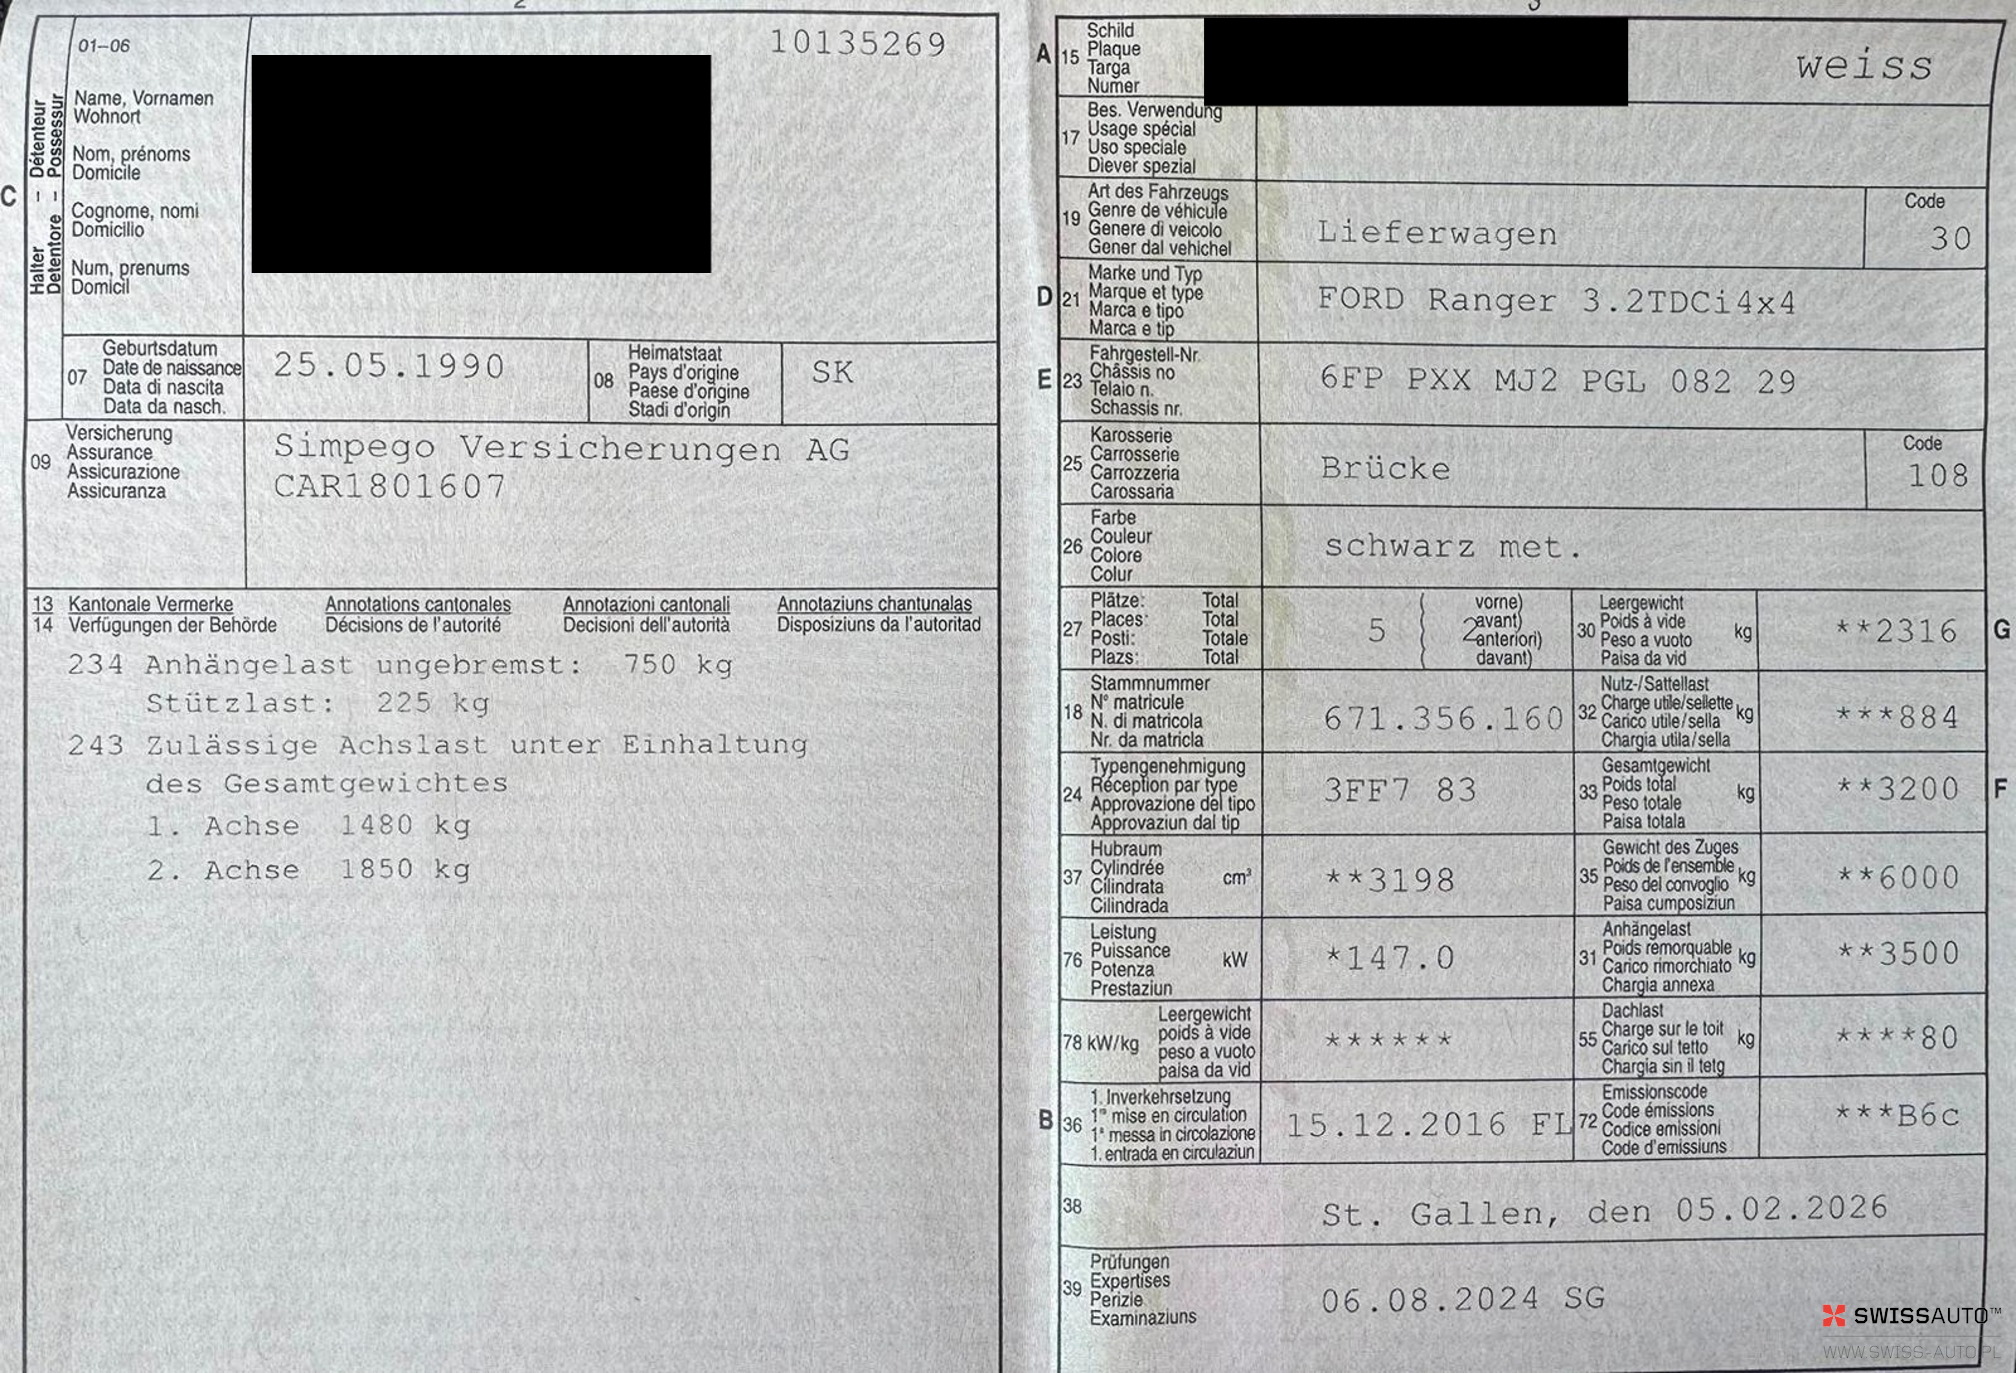 2
01–06
10135269
Halter – Détenteur
Detentore – Possessur
C
Name, Vornamen
Wohnort
Nom, prénoms
Domicile
Cognome, nomi
Domicilio
Num, prenums
Domicil
07
Geburtsdatum
Date de naissance
Data di nascita
Data da nasch.
25.05.1990
08
Heimatstaat
Pays d'origine
Paese d'origine
Stadi d'origin
SK
09
Versicherung
Assurance
Assicurazione
Assicuranza
Simpego Versicherungen AG
CAR1801607
13 Kantonale Vermerke Annotations cantonales Annotazioni cantonali Annotaziuns chantunalas
14 Verfügungen der Behörde Décisions de l'autorité Decisioni dell'autorità Disposiziuns da l'autoritad
234 Anhängelast ungebremst: 750 kg
Stützlast: 225 kg
243 Zulässige Achslast unter Einhaltung
des Gesamtgewichtes
1. Achse 1480 kg
2. Achse 1850 kg
3
A 15
Schild
Plaque
Targa
Numer
weiss
17
Bes. Verwendung
Usage spécial
Uso speciale
Diever spezial
19
Art des Fahrzeugs
Genre de véhicule
Genere di veicolo
Gener dal vehichel
Lieferwagen
Code
30
D 21
Marke und Typ
Marque et type
Marca e tipo
Marca e tip
FORD Ranger 3.2TDCi4x4
E 23
Fahrgestell-Nr.
Châssis no
Telaio n.
Schassis nr.
6FP PXX MJ2 PGL 082 29
25
Karosserie
Carrosserie
Carrozzeria
Carossaria
Brücke
Code
108
26
Farbe
Couleur
Colore
Colur
schwarz met.
27
Plätze: Total
Places: Total
Posti: Totale
Plazs: Total
5
2
vorne)
avant)
anteriori)
davant)
30
Leergewicht
Poids à vide
Peso a vuoto
Paisa da vid
kg
**2316
G
18
Stammnummer
N° matricule
N. di matricola
Nr. da matricla
671.356.160
32
Nutz-/Sattellast
Charge utile/sellette
Carico utile/sella
Chargia utila/sella
kg
***884
24
Typengenehmigung
Réception par type
Approvazione del tipo
Approvaziun dal tip
3FF7 83
33
Gesamtgewicht
Poids total
Peso totale
Paisa totala
kg
**3200
F
37
Hubraum
Cylindrée
Cilindrata
Cilindrada
cm³
**3198
35
Gewicht des Zuges
Poids de l'ensemble
Peso del convoglio
Paisa cumposiziun
kg
**6000
76
Leistung
Puissance
Potenza
Prestaziun
kW
*147.0
31
Anhängelast
Poids remorquable
Carico rimorchiato
Chargia annexa
kg
**3500
78 kW/kg
Leergewicht
poids à vide
peso a vuoto
paisa da vid
******
55
Dachlast
Charge sur le toit
Carico sul tetto
Chargia sin il tetg
kg
****80
B 36
1. Inverkehrsetzung
1re mise en circulation
1a messa in circolazione
1. entrada en circulaziun
15.12.2016 FL
72
Emissionscode
Code émissions
Codice emissioni
Code d'emissiuns
***B6c
38
St. Gallen, den 05.02.2026
39
Prüfungen
Expertises
Perizie
Examinaziuns
06.08.2024 SG
SWISSAUTO™
WWW.SWISS-AUTO.PL